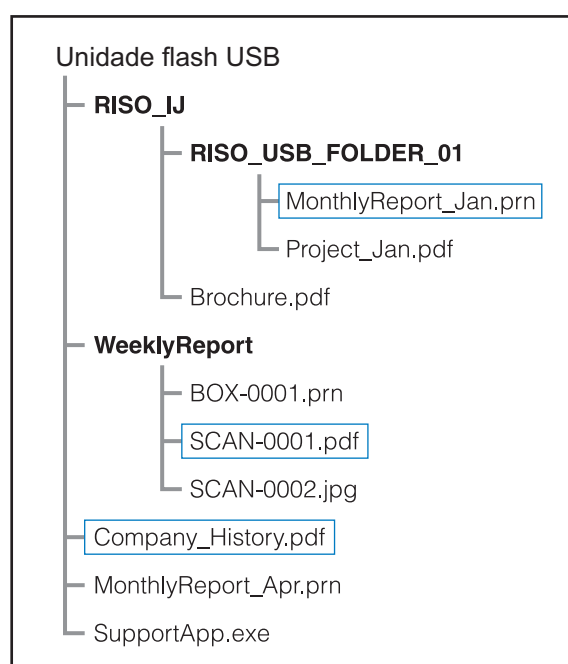 Unidade flash USB
RISO_IJ
RISO_USB_FOLDER_01
MonthlyReport_Jan.prn
Project_Jan.pdf
Brochure.pdf
WeeklyReport
BOX-0001.prn
SCAN-0001.pdf
SCAN-0002.jpg
Company_History.pdf
MonthlyReport_Apr.prn
SupportApp.exe